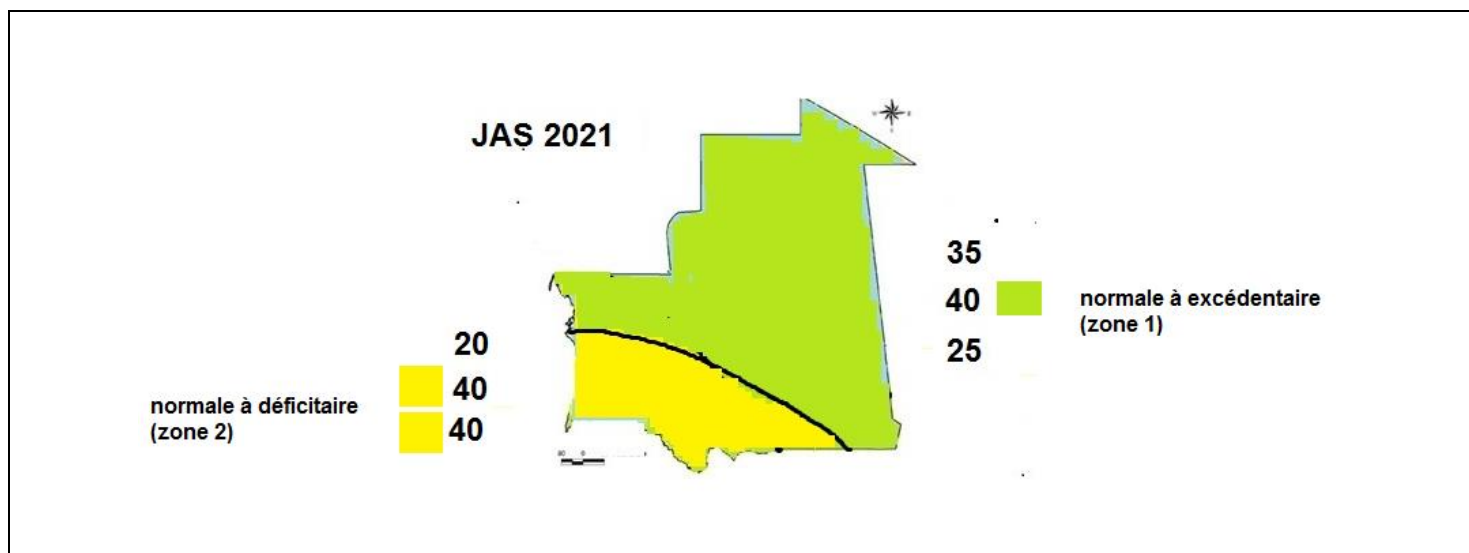 JAS 2021
35
40
25
normale à excédentaire
(zone 1)
20
40
40
normale à déficitaire
(zone 2)